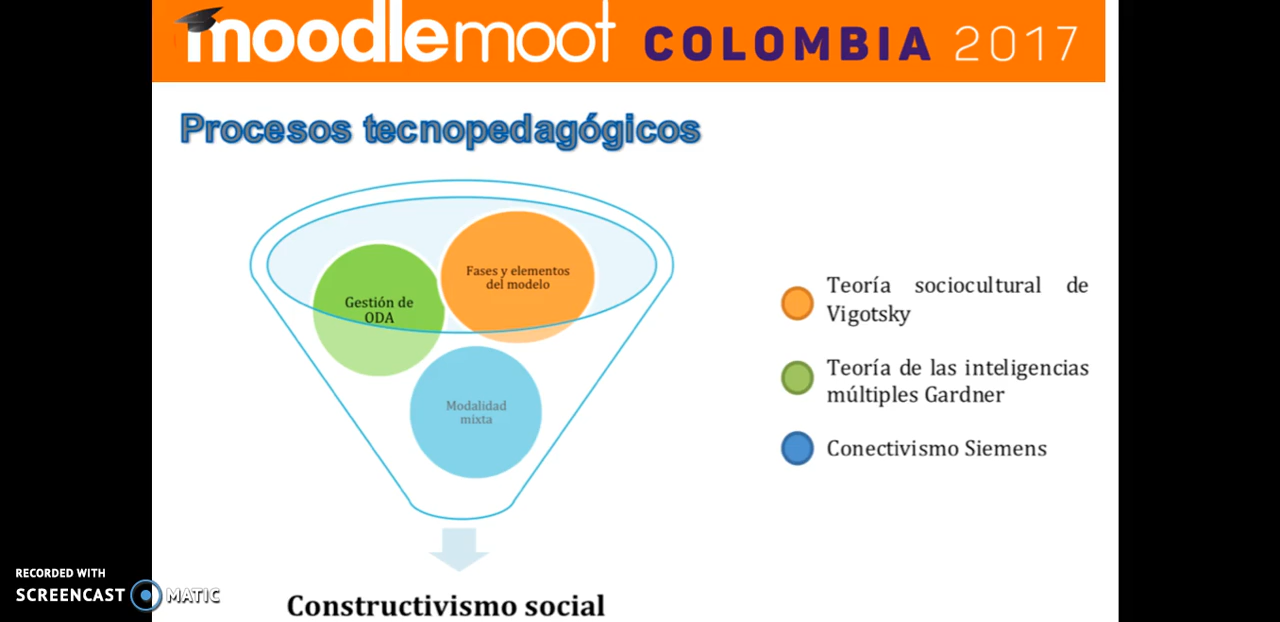 moodlemoot COLOMBIA 2017
Procesos tecnopedagógicos
Fases y elementos
del modelo
Gestión de
ODA
Modalidad
mixta
Teoría sociocultural de
Vigotsky
Teoría de las inteligencias
múltiples Gardner
Conectivismo Siemens
Constructivismo social
RECORDED WITH
SCREENCAST MATIC